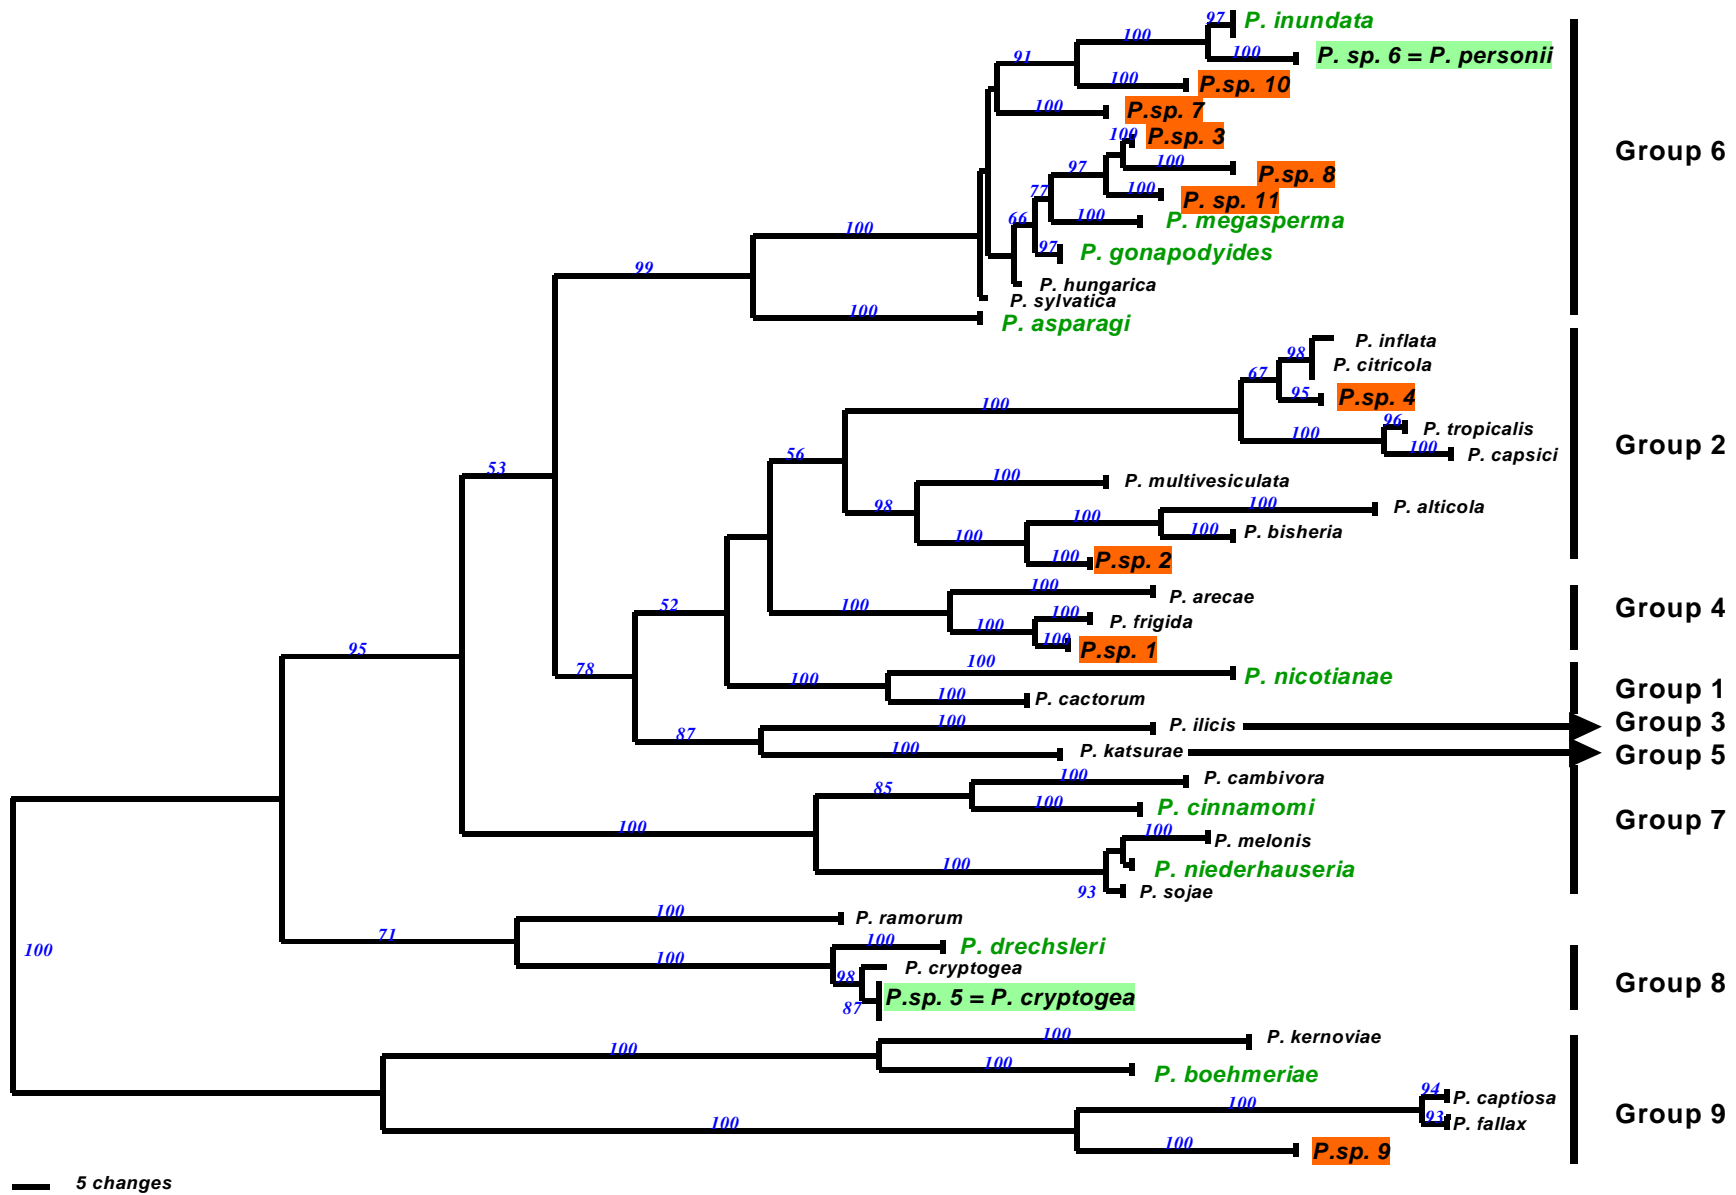 97 P. inundata
100
100 P. sp. 6 = P. personii
91
100 P.sp. 10
100 P.sp. 7
100 P.sp. 3
Group 6
97 100 P.sp. 8
77 100 P. sp. 11
66 100 P. megasperma
100
97 P. gonapodyides
99
P. hungarica
P. sylvatica
100 P. asparagi
P. inflata
98 P. citricola
67
95 P.sp. 4
100
96 P. tropicalis
100
100 P. capsici
Group 2
53
56
100 P. multivesiculata
98
100 P. alticola
100
100 P. bisheria
100
100 P.sp. 2
100 P. arecae
52
100
100 P. frigida
100
100 P.sp. 1
Group 4
95
78
100 P. nicotianae
100
100 P. cactorum
Group 1
100 P. ilicis
Group 3
87
100 P. katsurae
Group 5
100 P. cambivora
85
100 P. cinnamomi
Group 7
100
100 P. melonis
100 P. niederhauseria
93 P. sojae
100 P. ramorum
71
100 P. drechsleri
100
100
P. cryptogea
98
P.sp. 5 = P. cryptogea
87
Group 8
100 P. kernoviae
100
100 P. boehmeriae
94 P. captiosa
100
93 P. fallax
Group 9
100
100 P.sp. 9
5 changes